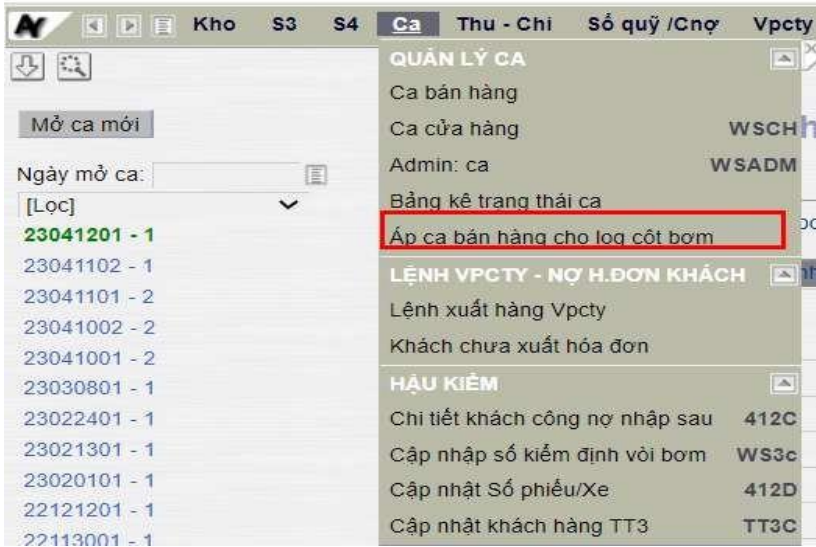 Kho S3 S4 Ca Thu - Chi Sổ quỹ /Cnợ Vpcty
Mở ca mới
Ngày mở ca:
[Lọc]
23041201 - 1
23041102 - 1
23041101 - 2
23041002 - 2
23041001 - 2
23030801 - 1
23022401 - 1
23021301 - 1
23020101 - 1
22121201 - 1
22113001 - 1
QUẢN LÝ CA
Ca bán hàng
Ca cửa hàng WSCH
Admin: ca WSADM
Bảng kê trạng thái ca
Áp ca bán hàng cho log cột bơm
LỆNH VPCTY - NỢ H.ĐƠN KHÁCH
Lệnh xuất hàng Vpcty
Khách chưa xuất hóa đơn
HẬU KIỂM
Chi tiết khách công nợ nhập sau 412C
Cập nhập số kiểm định vòi bơm WS3c
Cập nhật Số phiếu/Xe 412D
Cập nhật khách hàng TT3 TT3C